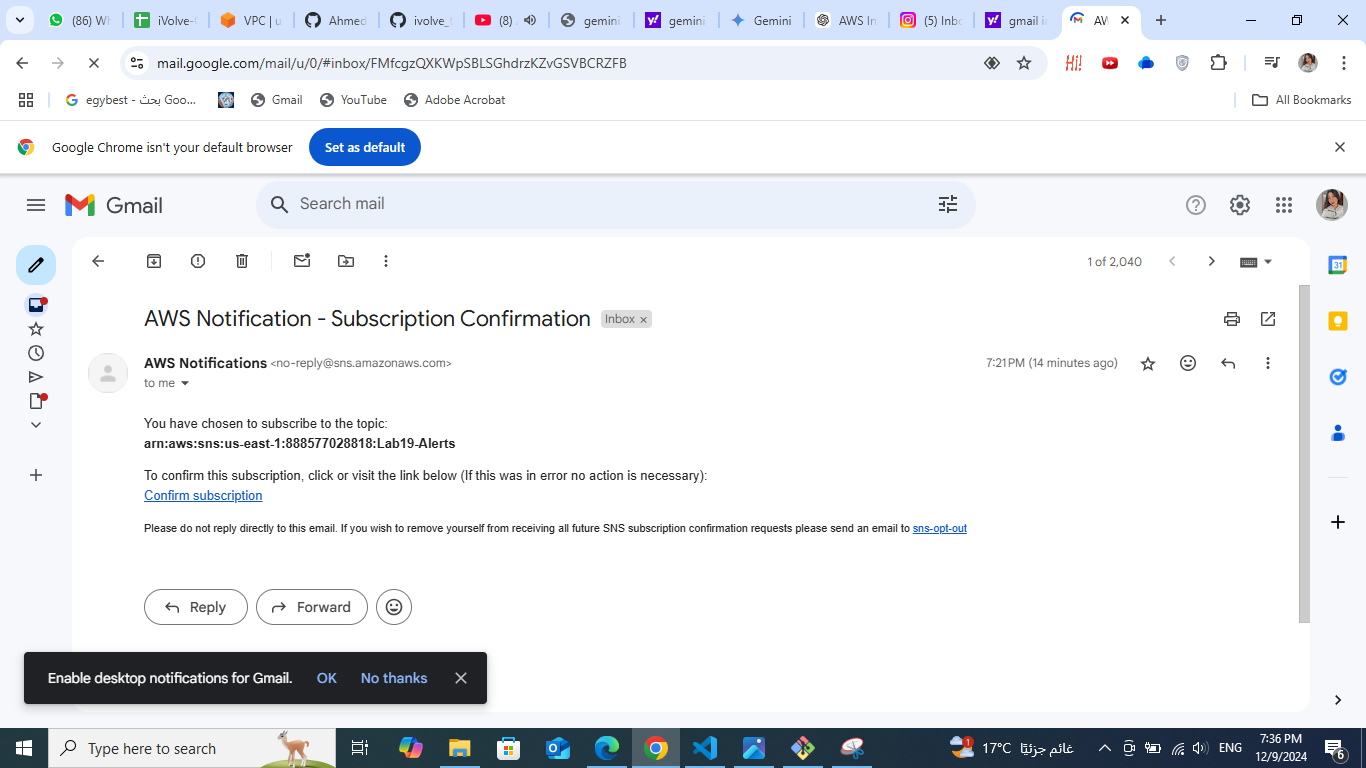 (86) Wh
iVolve-
VPC | u
Ahmed
ivolve_t
(8)
gemini
gemini
Gemini
AWS In
(5) Inbo
gmail in
AW
mail.google.com/mail/u/0/#inbox/FMfcgzQXKWpSBLSGhdrzKZvGSVBCRZFB
egybest - بحث Goo...
Gmail
YouTube
Adobe Acrobat
All Bookmarks
Google Chrome isn't your default browser
Set as default
Gmail
Search mail
1 of 2,040
AWS Notification - Subscription Confirmation
Inbox ×
AWS Notifications <no-reply@sns.amazonaws.com>
7:21 PM (14 minutes ago)
to me
You have chosen to subscribe to the topic:
arn:aws:sns:us-east-1:888577028818:Lab19-Alerts
To confirm this subscription, click or visit the link below (If this was in error no action is necessary):
Confirm subscription
Please do not reply directly to this email. If you wish to remove yourself from receiving all future SNS subscription confirmation requests please send an email to sns-opt-out
Reply
Forward
Enable desktop notifications for Gmail.
OK
No thanks
Type here to search
17°C غائم جزئيًا
ENG
7:36 PM
12/9/2024
6